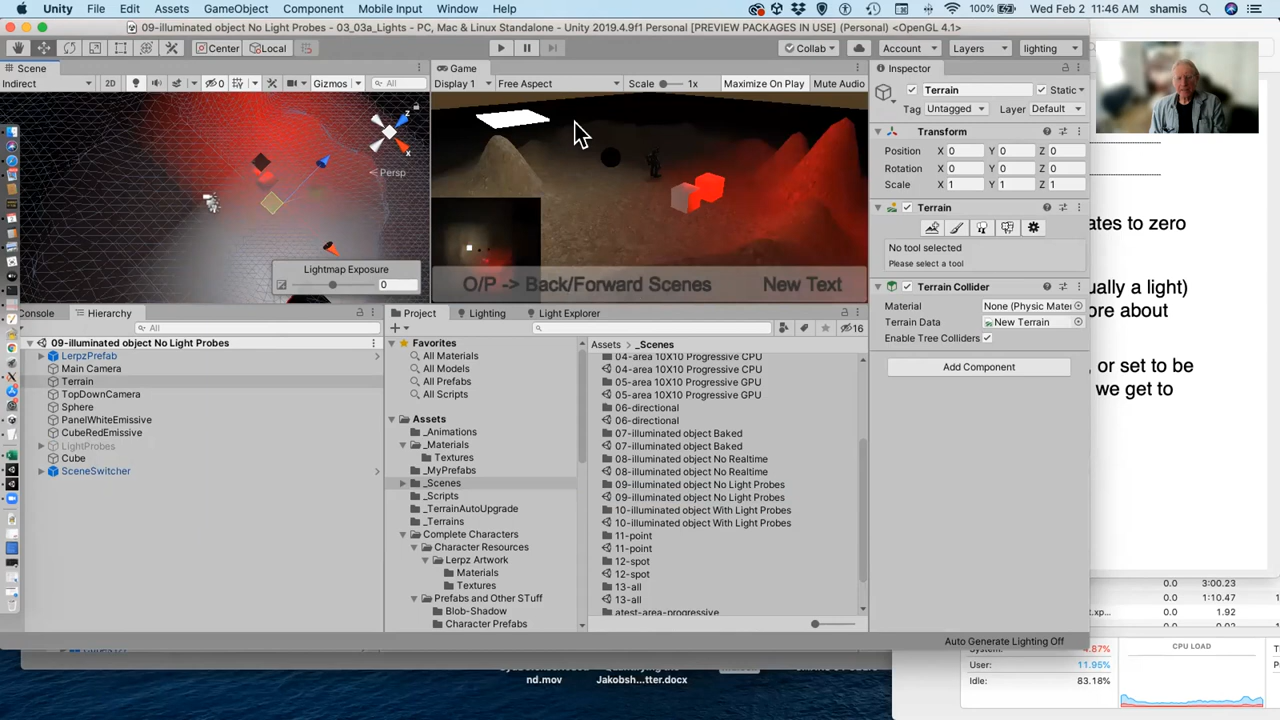 Unity File Edit Assets GameObject Component Mobile Input Window Help 100% Wed Feb 2 11:46 AM shamis
09-illuminated object No Light Probes - 03_03a_Lights - PC, Mac & Linux Standalone - Unity 2019.4.9f1 Personal [PREVIEW PACKAGES IN USE] (Personal) <OpenGL 4.1>
Center Local Collab Account Layers lighting
Scene Game Inspector
Indirect 2D 0 Gizmos All Display 1 Free Aspect Scale 1x Maximize On Play Mute Audio
Terrain Static
Tag Untagged Layer Default
Transform
Position X 0 Y 0 Z 0
Rotation X 0 Y 0 Z 0
Scale X 1 Y 1 Z 1
Terrain
No tool selected
Please select a tool
Terrain Collider
Material None (Physic Mater
Terrain Data New Terrain
Enable Tree Colliders
Add Component
z
x
Persp
Lightmap Exposure
0
O/P -> Back/Forward Scenes New Text
ates to zero
ually a light)
ore about
or set to be
we get to
Console Hierarchy
All
09-illuminated object No Light Probes
LerpzPrefab
Main Camera
Terrain
TopDownCamera
Sphere
PanelWhiteEmissive
CubeRedEmissive
LightProbes
Cube
SceneSwitcher
Project Lighting Light Explorer
16
Favorites
All Materials
All Models
All Prefabs
All Scripts
Assets
_Animations
_Materials
Textures
_MyPrefabs
_Scenes
_Scripts
_TerrainAutoUpgrade
_Terrains
Complete Characters
Character Resources
Lerpz Artwork
Materials
Textures
Prefabs and Other STuff
Blob-Shadow
Character Prefabs
Assets _Scenes
04-area 10X10 Progressive CPU
04-area 10X10 Progressive CPU
05-area 10X10 Progressive GPU
05-area 10X10 Progressive GPU
06-directional
06-directional
07-illuminated object Baked
07-illuminated object Baked
08-illuminated object No Realtime
08-illuminated object No Realtime
09-illuminated object No Light Probes
09-illuminated object No Light Probes
10-illuminated object With Light Probes
10-illuminated object With Light Probes
11-point
11-point
12-spot
12-spot
13-all
13-all
atest-area-progressive
Auto Generate Lighting Off
0.0 3:00.23
0.0 1:10.47
t.xp... 0.0 1.92
System: 4.87%
User: 11.95%
Idle: 83.18%
CPU LOAD
nd.mov
Jakobsh...tter.docx